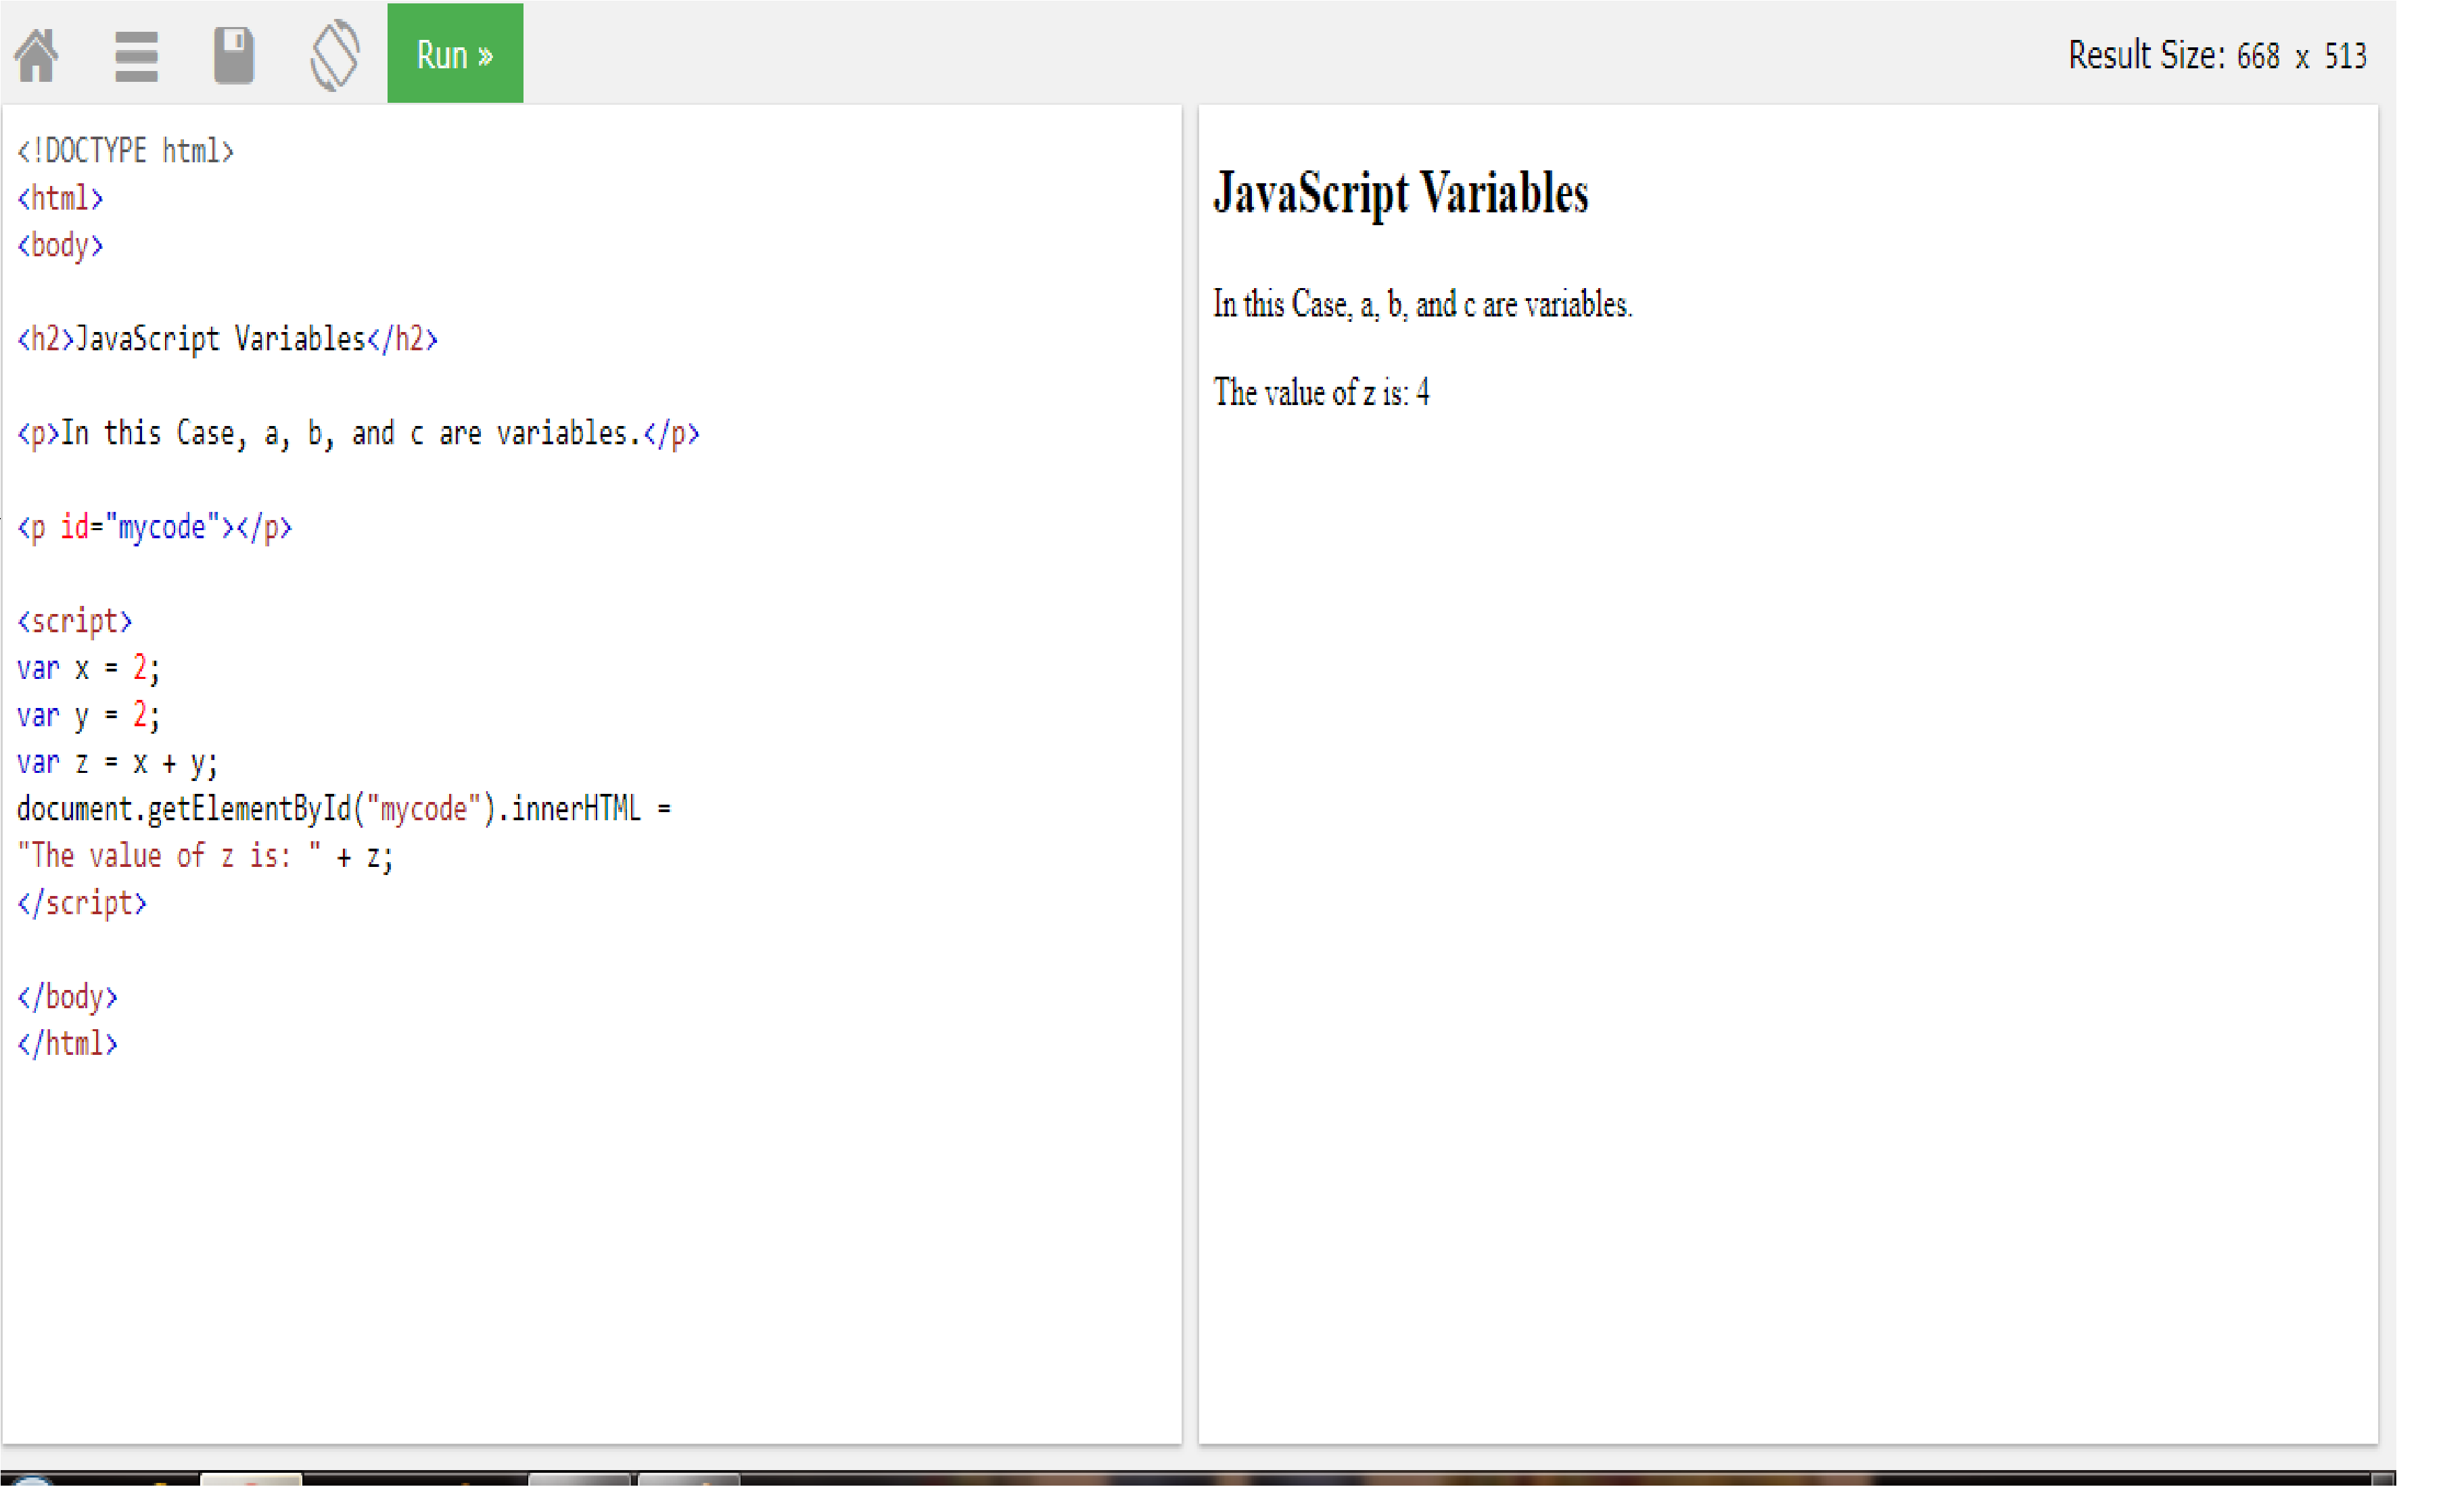 Run »
Result Size: 668 x 513
<!DOCTYPE html>
<html>
<body>
<h2>JavaScript Variables</h2>
<p>In this Case, a, b, and c are variables.</p>
<p id="mycode"></p>
<script>
var x = 2;
var y = 2;
var z = x + y;
document.getElementById("mycode").innerHTML =
"The value of z is: " + z;
</script>
</body>
</html>
JavaScript Variables
In this Case, a, b, and c are variables.
The value of z is: 4